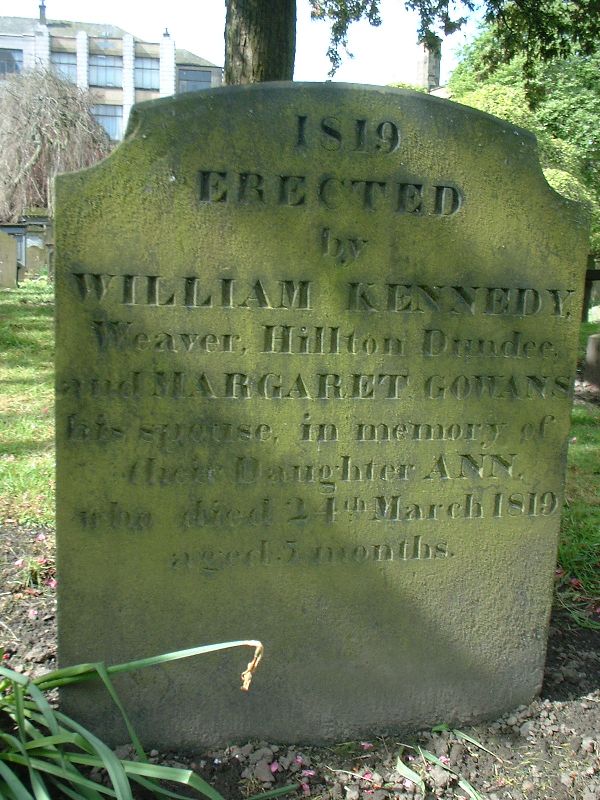 1819
ERECTED
by
WILLIAM KENNEDY,
Weaver, Hillton Dundee,
and MARGARET GOWANS
his spouse, in memory of
their Daughter ANN,
who died 24th March 1819
aged 5 months.